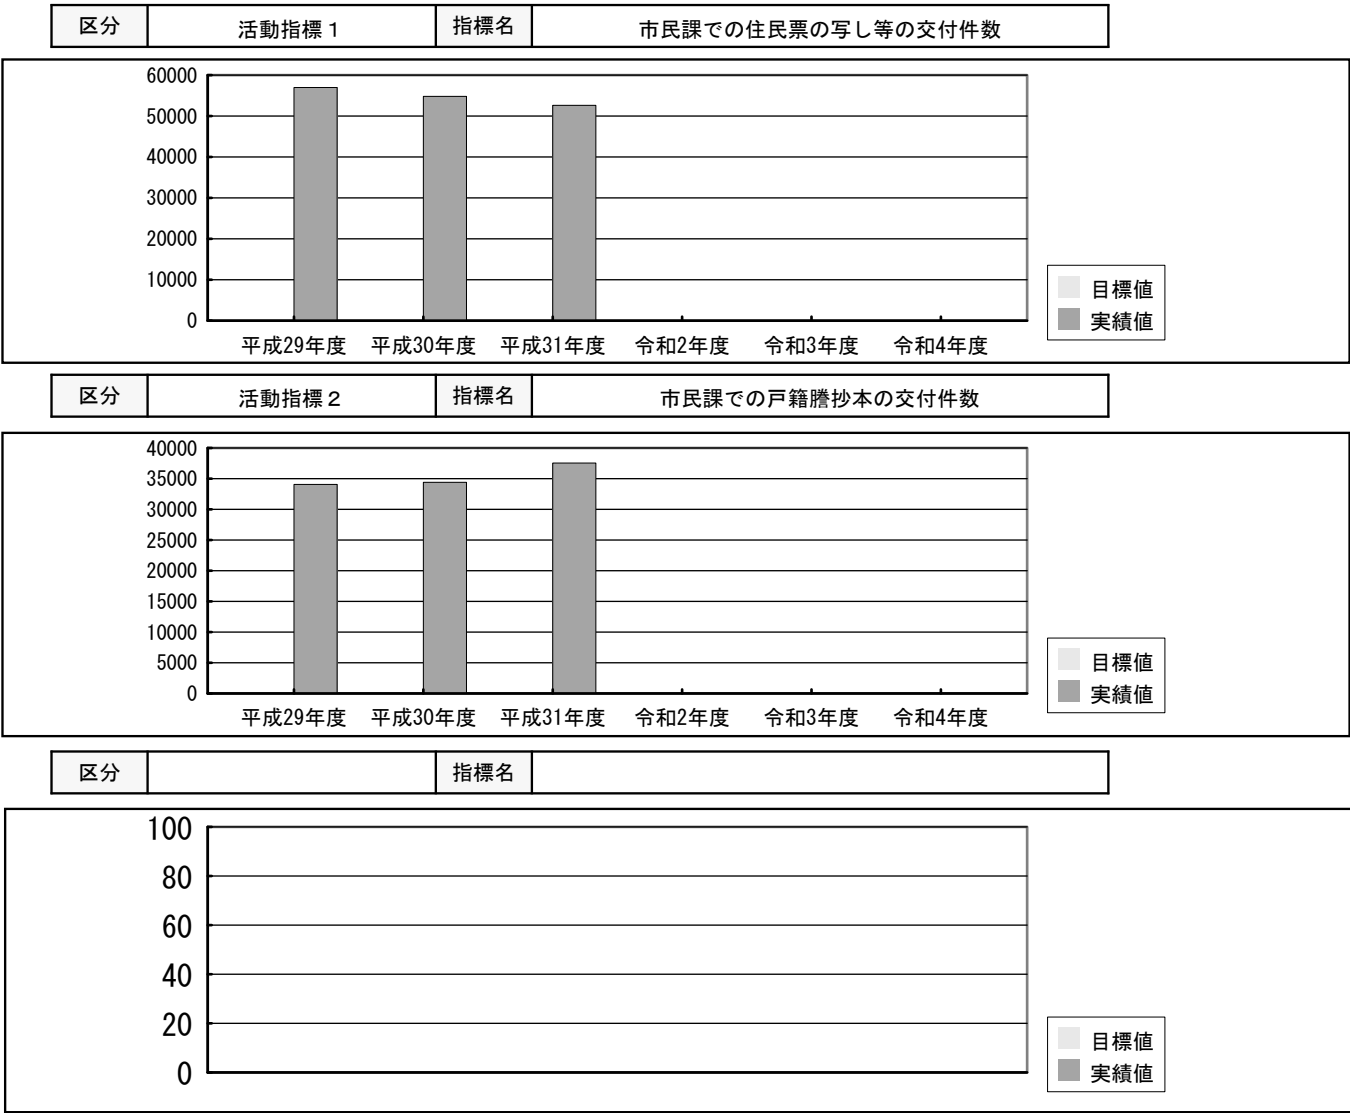 区分 活動指標１ 指標名 市民課での住民票の写し等の交付件数
60000
50000
40000
30000
20000
10000
0
平成29年度 平成30年度 平成31年度 令和2年度 令和3年度 令和4年度
目標値
実績値
区分 活動指標２ 指標名 市民課での戸籍謄抄本の交付件数
40000
35000
30000
25000
20000
15000
10000
5000
0
平成29年度 平成30年度 平成31年度 令和2年度 令和3年度 令和4年度
目標値
実績値
区分 指標名
100
80
60
40
20
0
目標値
実績値